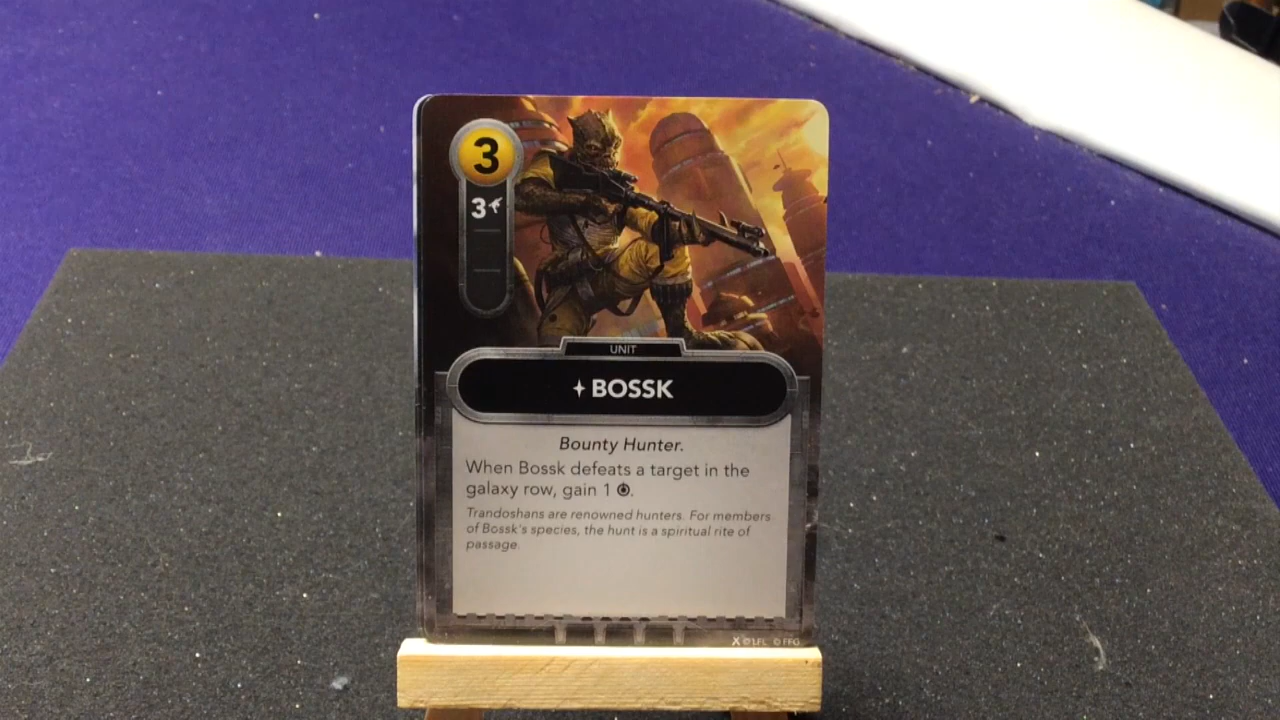 3
3
UNIT
BOSSK
Bounty Hunter.
When Bossk defeats a target in the
galaxy row, gain 1 .
Trandoshans are renowned hunters. For members
of Bossk's species, the hunt is a spiritual rite of
passage.
X © LFL © FFG